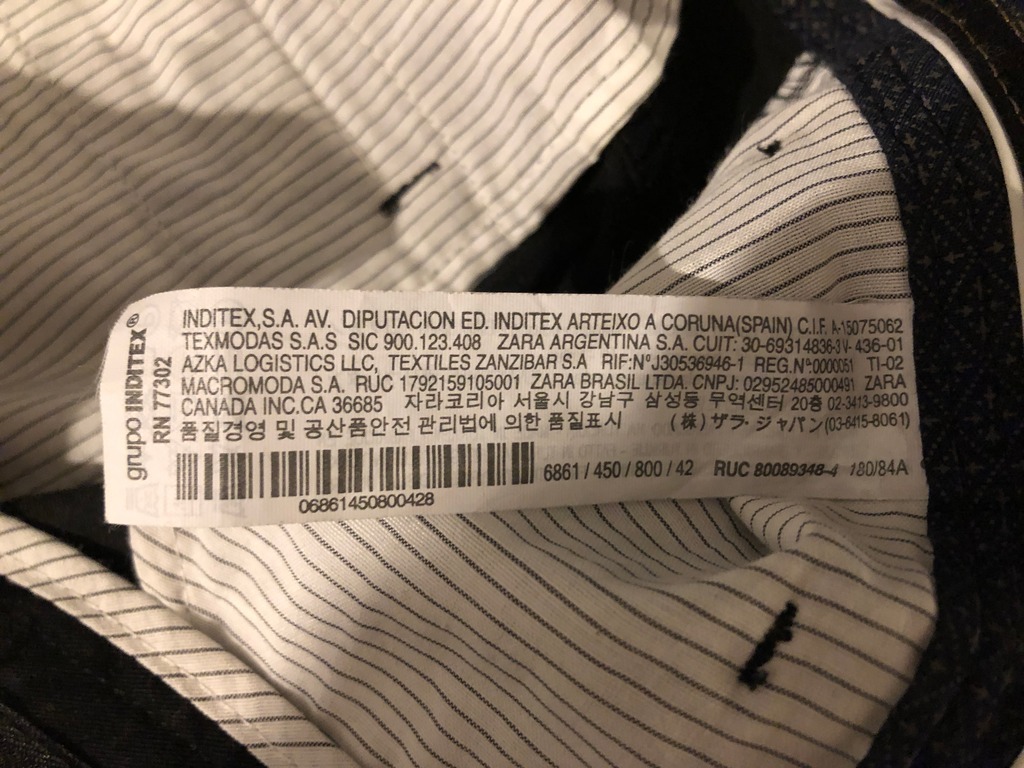 grupo INDITEX®
RN 77302
INDITEX,S.A. AV. DIPUTACION ED. INDITEX ARTEIXO A CORUNA(SPAIN) C.I.F. A-15075062
TEXMODAS S.A.S SIC 900.123.408 ZARA ARGENTINA S.A. CUIT: 30-69314836-3 V- 436-01
AZKA LOGISTICS LLC, TEXTILES ZANZIBAR S.A RIF:Nº J30536946-1 REG.Nº:0000051 TI-02
MACROMODA S.A. RUC 1792159105001 ZARA BRASIL LTDA. CNPJ: 02952485000491 ZARA
CANADA INC.CA 36685 자라코리아 서울시 강남구 삼성동 무역센터 20층 02-3413-9800
품질경영 및 공산품안전 관리법에 의한 품질표시 (株) ザラ・ジャパン(03-6415-8061)
6861 / 450 / 800 / 42 RUC 80089348-4 180/84A
06861450800428